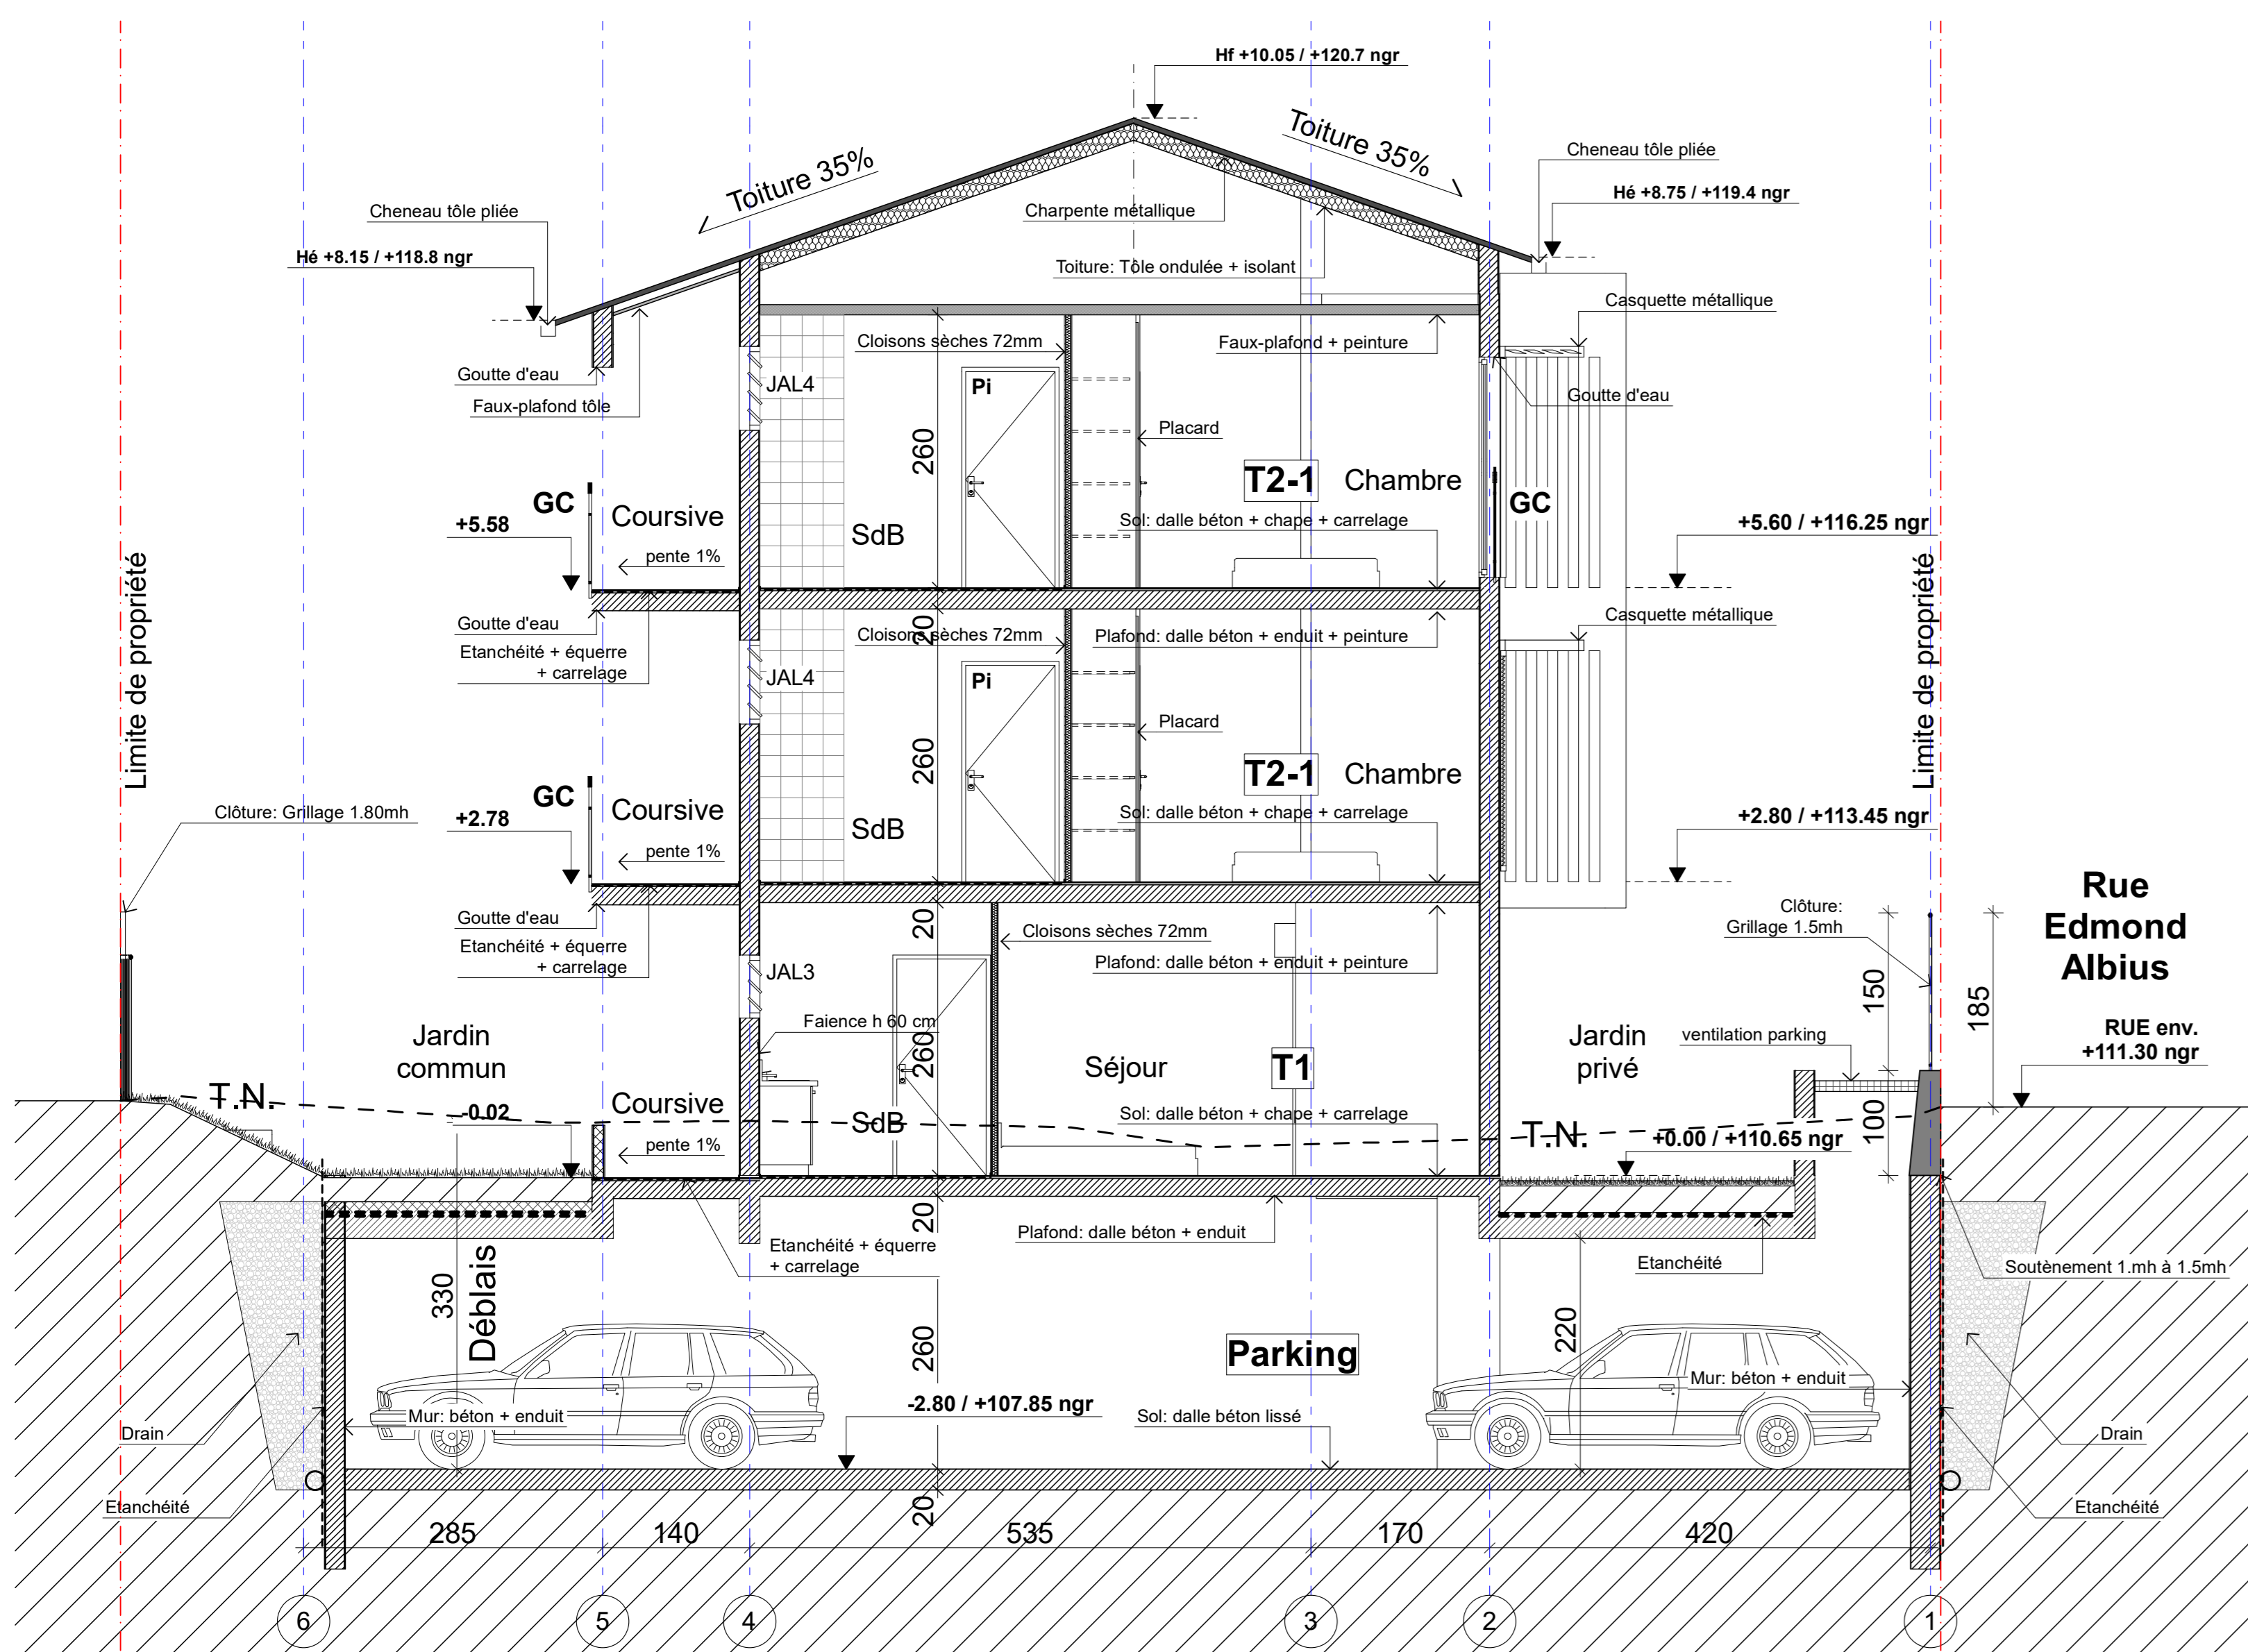 Hf +10.05 / +120.7 ngr
Toiture 35%
Toiture 35%
Cheneau tôle pliée
Hé +8.75 / +119.4 ngr
Cheneau tôle pliée
Charpente métallique
Hé +8.15 / +118.8 ngr
Toiture: Tôle ondulée + isolant
Casquette métallique
Cloisons sèches 72mm
Faux-plafond + peinture
Goutte d'eau
JAL4
Pi
Goutte d'eau
Faux-plafond tôle
Placard
260
T2-1
Chambre
GC
Coursive
GC
+5.58
Sol: dalle béton + chape + carrelage
+5.60 / +116.25 ngr
SdB
pente 1%
Limite de propriété
Limite de propriété
Goutte d'eau
Casquette métallique
20
Cloisons sèches 72mm
Plafond: dalle béton + enduit + peinture
Etanchéité + équerre
+ carrelage
JAL4
Pi
Placard
260
T2-1
Chambre
GC
Coursive
Clôture: Grillage 1.80mh
+2.78
Sol: dalle béton + chape + carrelage
+2.80 / +113.45 ngr
SdB
pente 1%
Rue
Edmond
Albius
Clôture:
Grillage 1.5mh
Goutte d'eau
20
Cloisons sèches 72mm
Etanchéité + équerre
+ carrelage
Plafond: dalle béton + enduit + peinture
JAL3
150
185
Faience h 60 cm
RUE env.
+111.30 ngr
Jardin
commun
260
Séjour
T1
Jardin
privé
ventilation parking
T.N.
-0.02
Coursive
SdB
Sol: dalle béton + chape + carrelage
T.N.
+0.00 / +110.65 ngr
100
pente 1%
20
Plafond: dalle béton + enduit
Etanchéité + équerre
+ carrelage
Etanchéité
Soutènement 1.mh à 1.5mh
330
Déblais
260
Parking
220
Mur: béton + enduit
-2.80 / +107.85 ngr
Sol: dalle béton lissé
Mur: béton + enduit
Drain
Drain
Etanchéité
Etanchéité
20
285
140
535
170
420
6
5
4
3
2
1